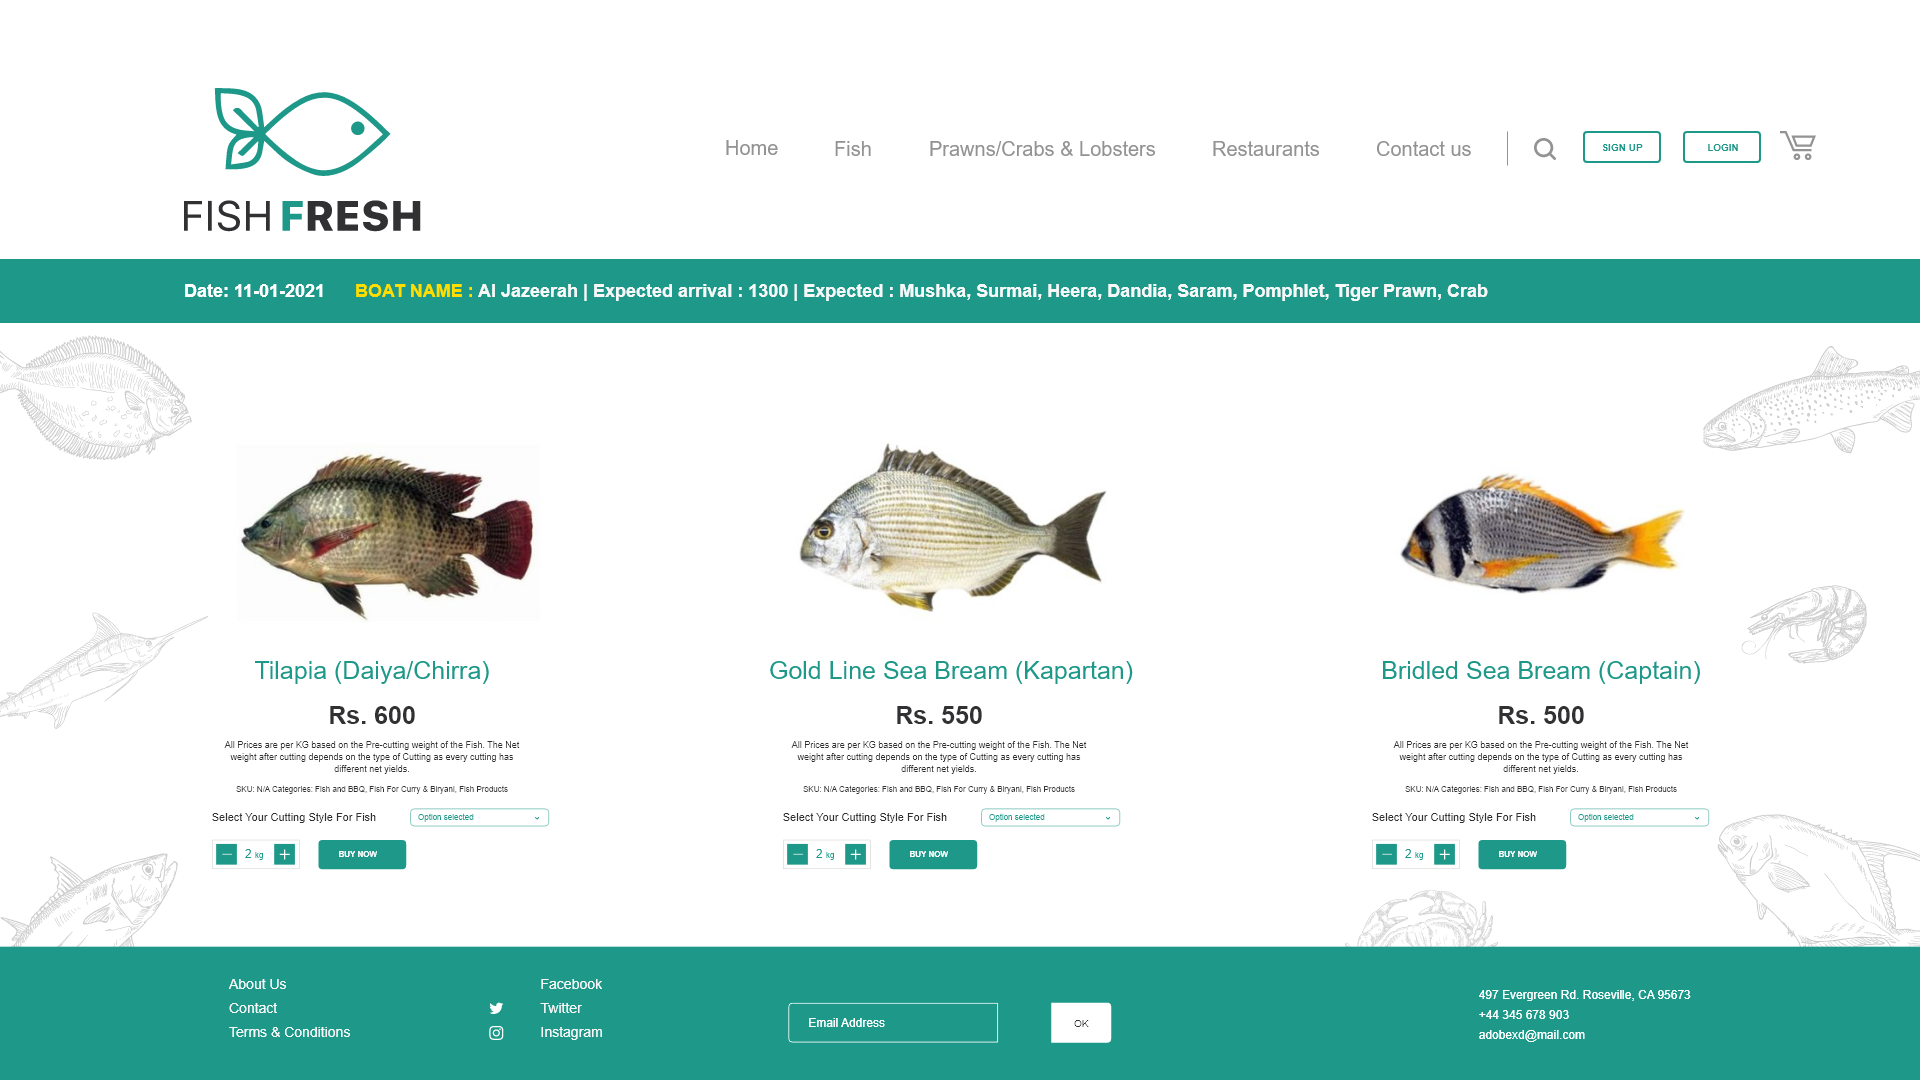 Home
Fish
Prawns/Crabs & Lobsters
Restaurants
Contact us
SIGN UP
LOGIN
FISH FRESH
Date: 11-01-2021
BOAT NAME : Al Jazeerah | Expected arrival : 1300 | Expected : Mushka, Surmai, Heera, Dandia, Saram, Pomphlet, Tiger Prawn, Crab
Tilapia (Daiya/Chirra)
Rs. 600
All Prices are per KG based on the Pre-cutting weight of the Fish. The Net
weight after cutting depends on the type of Cutting as every cutting has
different net yields.
SKU: N/A Categories: Fish and BBQ, Fish For Curry & Biryani, Fish Products
Select Your Cutting Style For Fish
Option selected
2 kg
BUY NOW
Gold Line Sea Bream (Kapartan)
Rs. 550
All Prices are per KG based on the Pre-cutting weight of the Fish. The Net
weight after cutting depends on the type of Cutting as every cutting has
different net yields.
SKU: N/A Categories: Fish and BBQ, Fish For Curry & Biryani, Fish Products
Select Your Cutting Style For Fish
Option selected
2 kg
BUY NOW
Bridled Sea Bream (Captain)
Rs. 500
All Prices are per KG based on the Pre-cutting weight of the Fish. The Net
weight after cutting depends on the type of Cutting as every cutting has
different net yields.
SKU: N/A Categories: Fish and BBQ, Fish For Curry & Biryani, Fish Products
Select Your Cutting Style For Fish
Option selected
2 kg
BUY NOW
About Us
Contact
Terms & Conditions
Facebook
Twitter
Instagram
Email Address
OK
497 Evergreen Rd. Roseville, CA 95673
+44 345 678 903
adobexd@mail.com